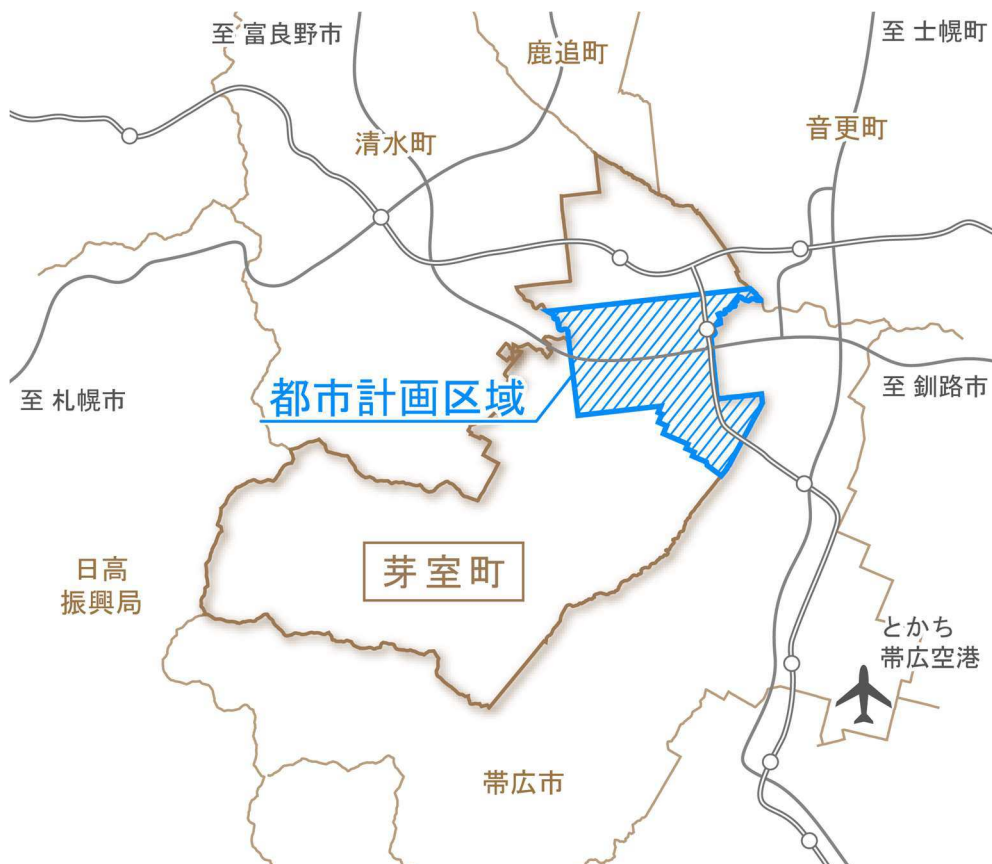 至 富良野市
鹿追町
至 士幌町
清水町
音更町
至 札幌市
都市計画区域
至 釧路市
芽室町
日高
振興局
とかち
帯広空港
帯広市